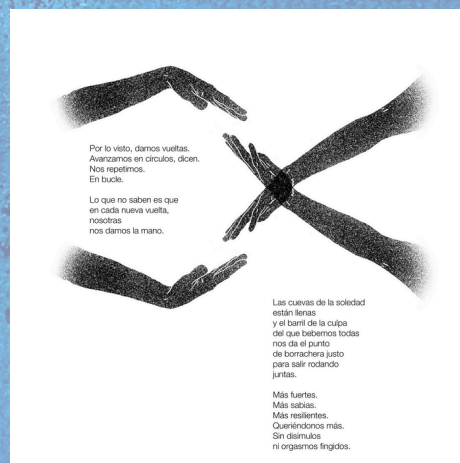 Por lo visto, damos vueltas.
Avanzamos en círculos, dicen.
Nos repetimos.
En bucle.
Lo que no saben es que
en cada nueva vuelta,
nosotras
nos damos la mano.
Las cuevas de la soledad
están llenas
y el barril de la culpa
del que bebemos todas
nos da el punto
de borrachera justo
para salir rodando
juntas.
Más fuertes.
Más sabias.
Más resilientes.
Queriéndonos más.
Sin disimulos
ni orgasmos fingidos.